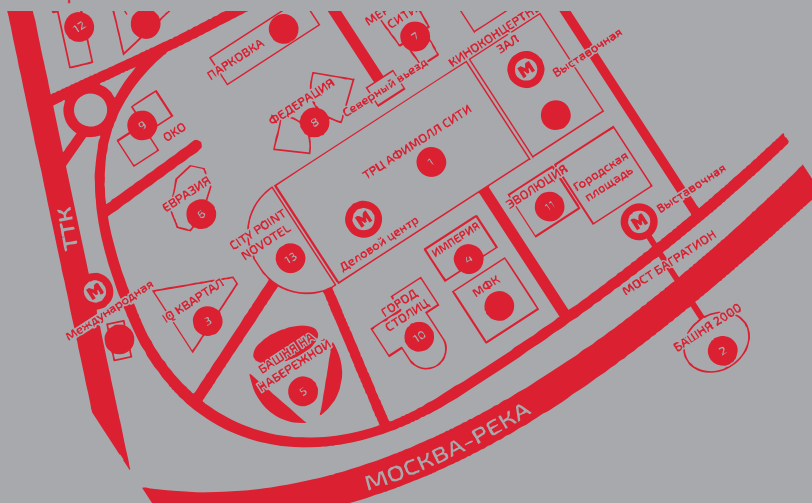 12
ПАРКОВКА
СИТИ
7
КИНОКОНЦЕРТН
ЗАЛ
М
Выставочная
9
ОКО
ФЕДЕРАЦИЯ
8
Северный въезд
ТРЦ АФИМОЛЛ СИТИ
1
ЕВРАЗИЯ
6
ТТК
CITY POINT
NOVOTEL
13
М
Деловой центр
ЭВОЛЮЦИЯ
11
Городская
площадь
М
Выставочная
ИМПЕРИЯ
4
МФК
МОСТ БАГРАТИОН
М
Международная
IQ КВАРТАЛ
3
ГОРОД
СТОЛИЦ
10
БАШНЯ НА
НАБЕРЕЖНОЙ
5
БАШНЯ 2000
2
МОСКВА-РЕКА